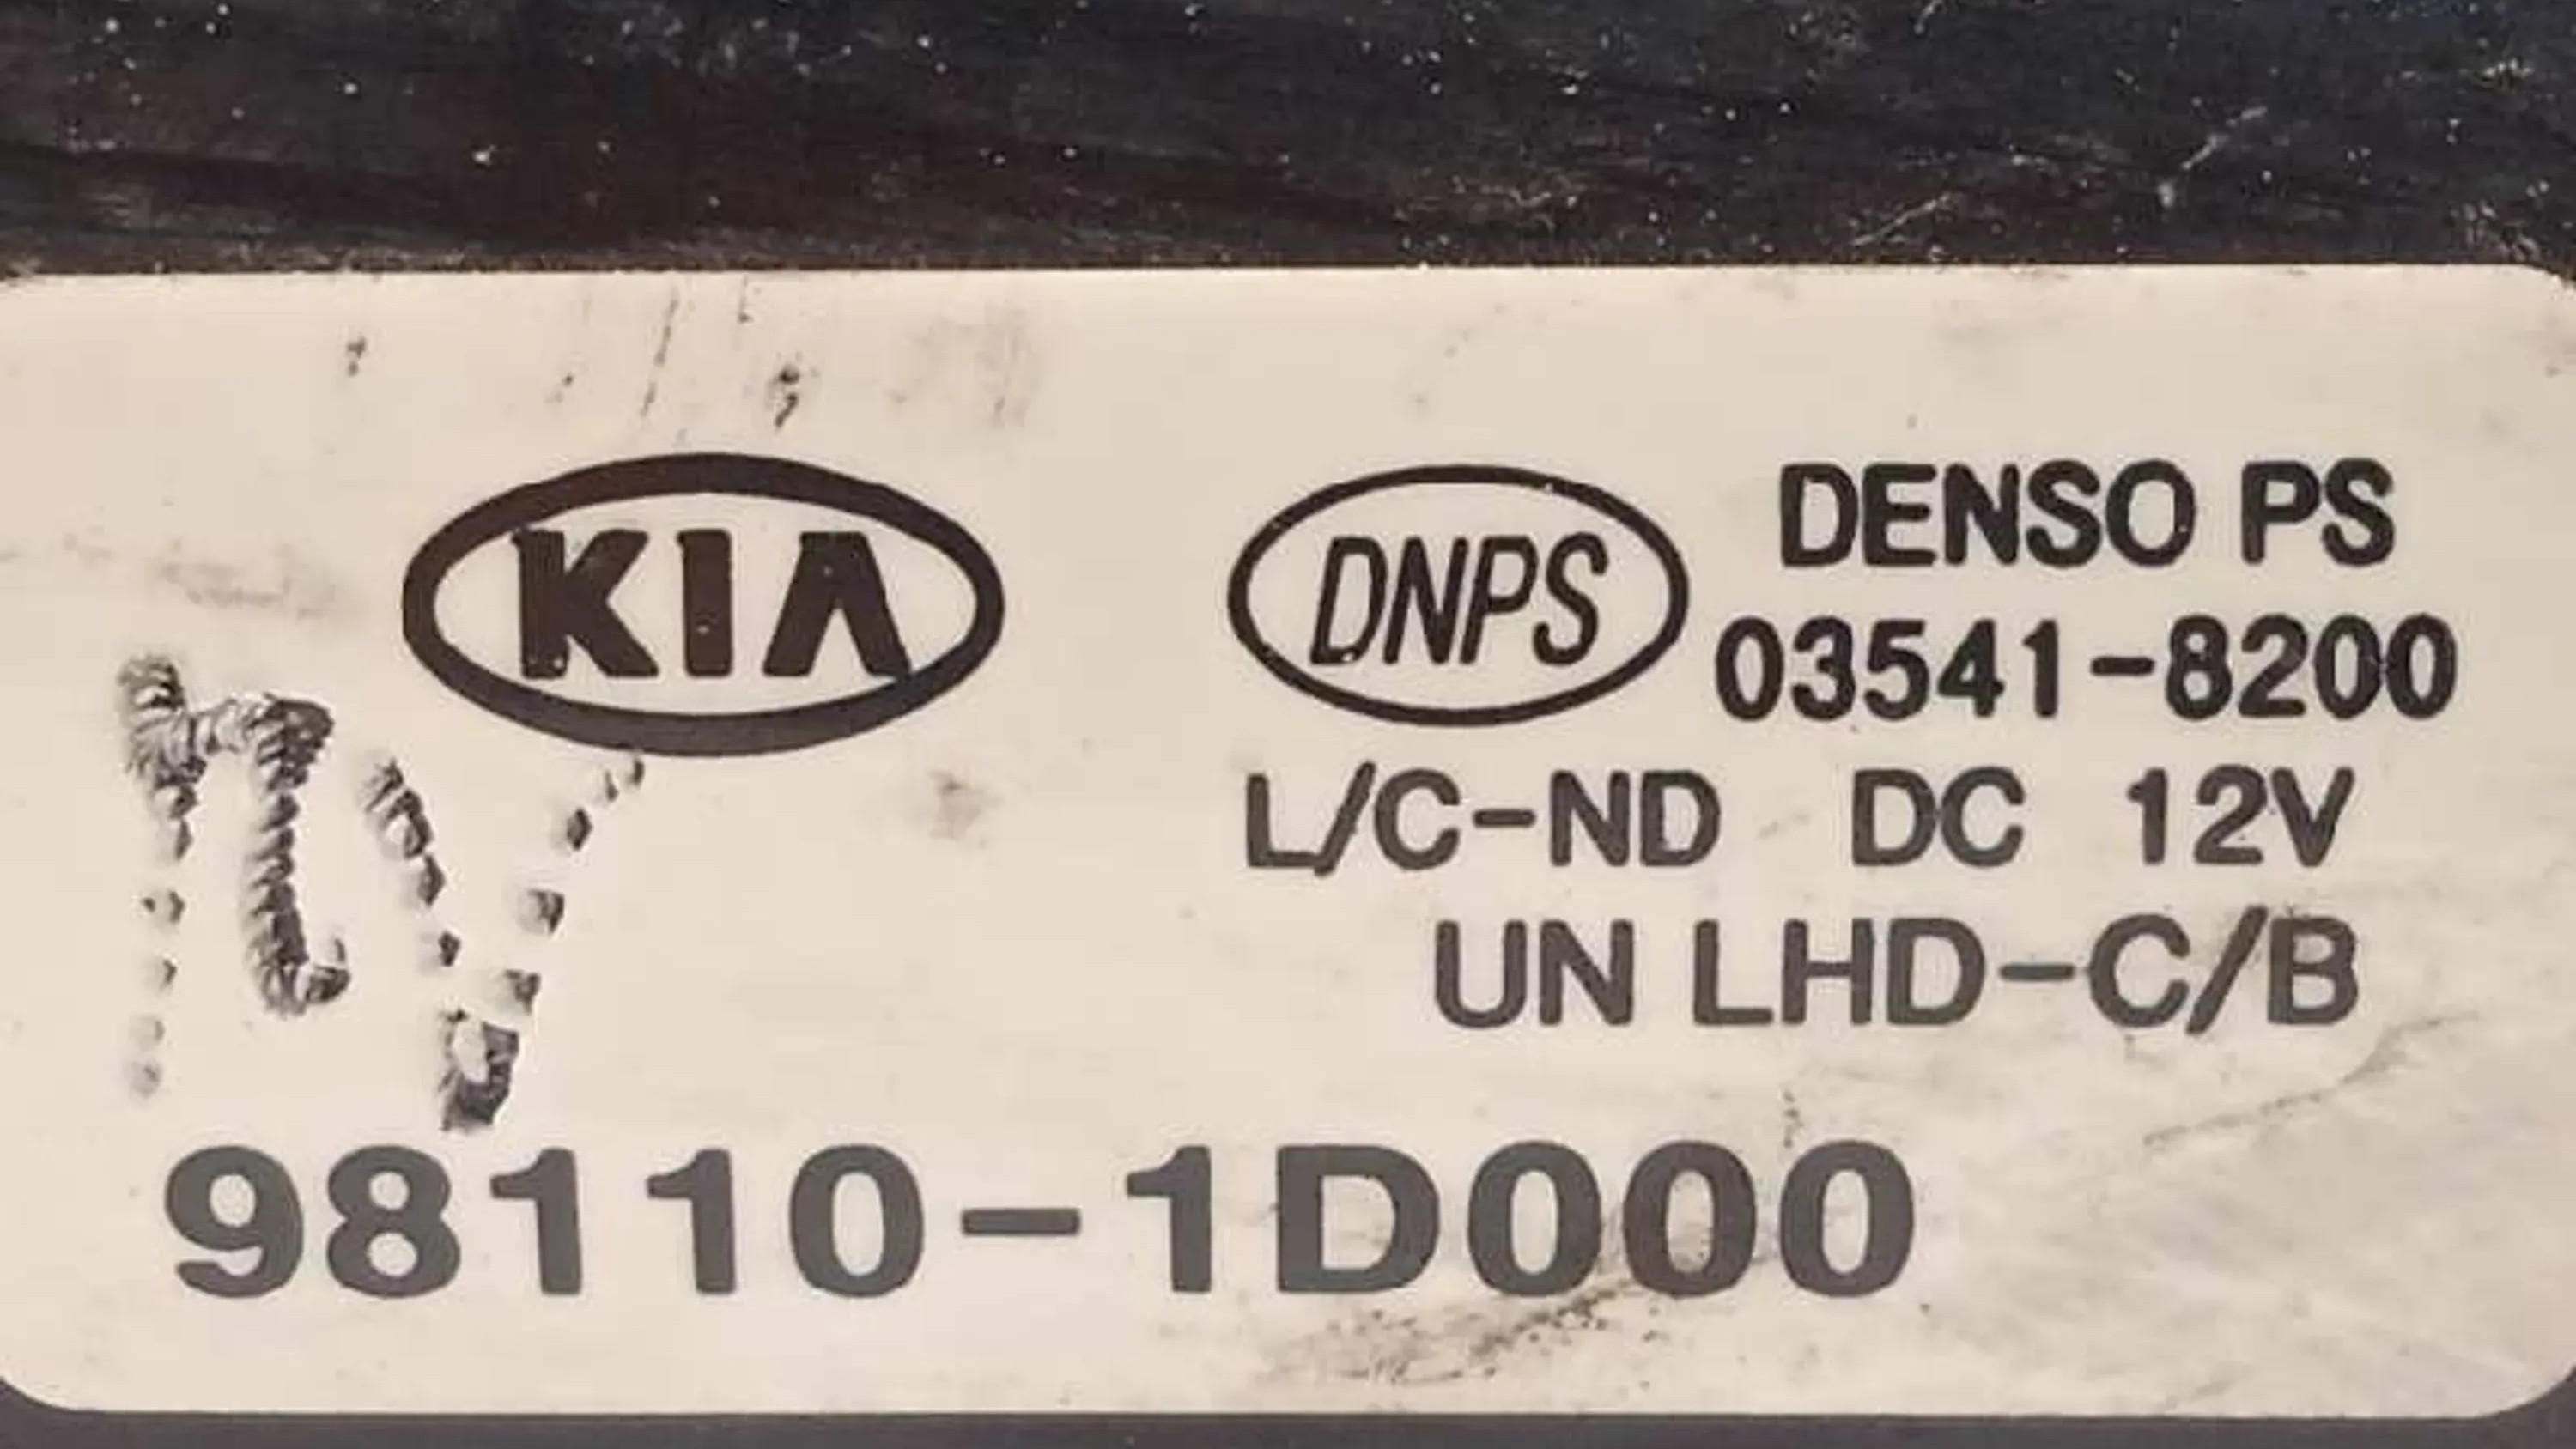 KIA
DNPS
DENSO PS
03541-8200
L/C-ND DC 12V
UN LHD-C/B
98110-1D000